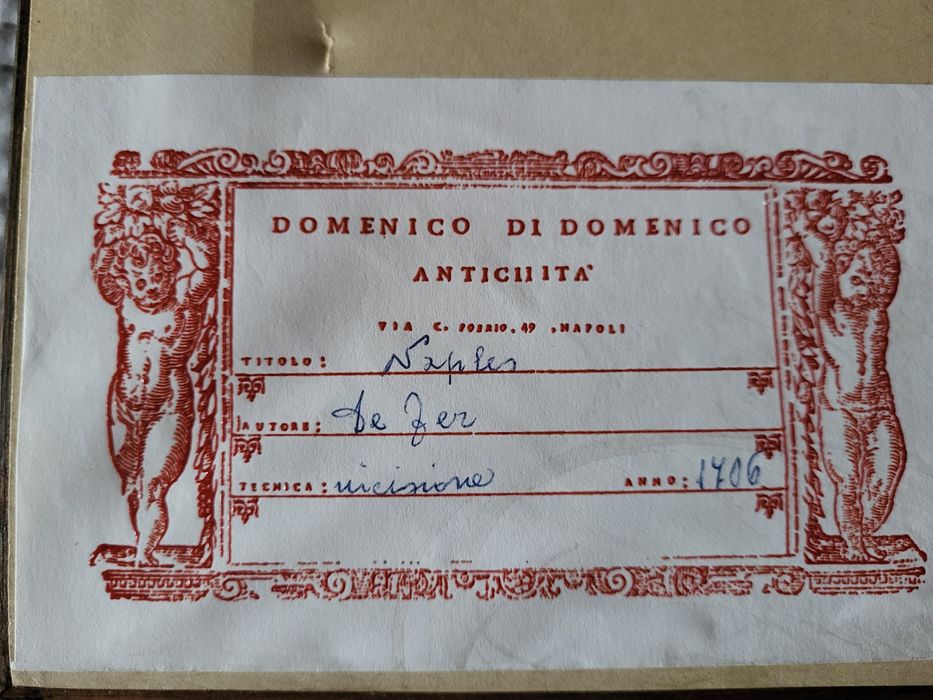 DOMENICO DI DOMENICO
ANTICHITA'
VIA C. POERIO, 49 , NAPOLI
TITOLO: Naples
AUTORE: De Fer
TECNICA: incisione ANNO: 1706